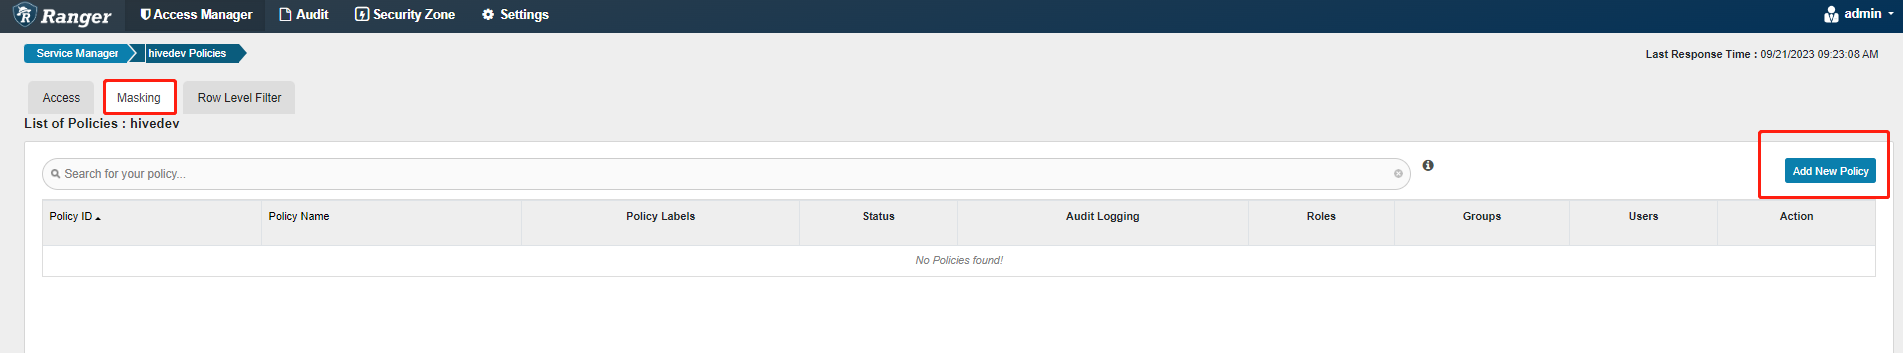 Ranger Access Manager Audit Security Zone Settings admin
Service Manager hivedev Policies Last Response Time : 09/21/2023 09:23:08 AM
Access Masking Row Level Filter
List of Policies : hivedev
Search for your policy... Add New Policy
Policy ID Policy Name Policy Labels Status Audit Logging Roles Groups Users Action
No Policies found!